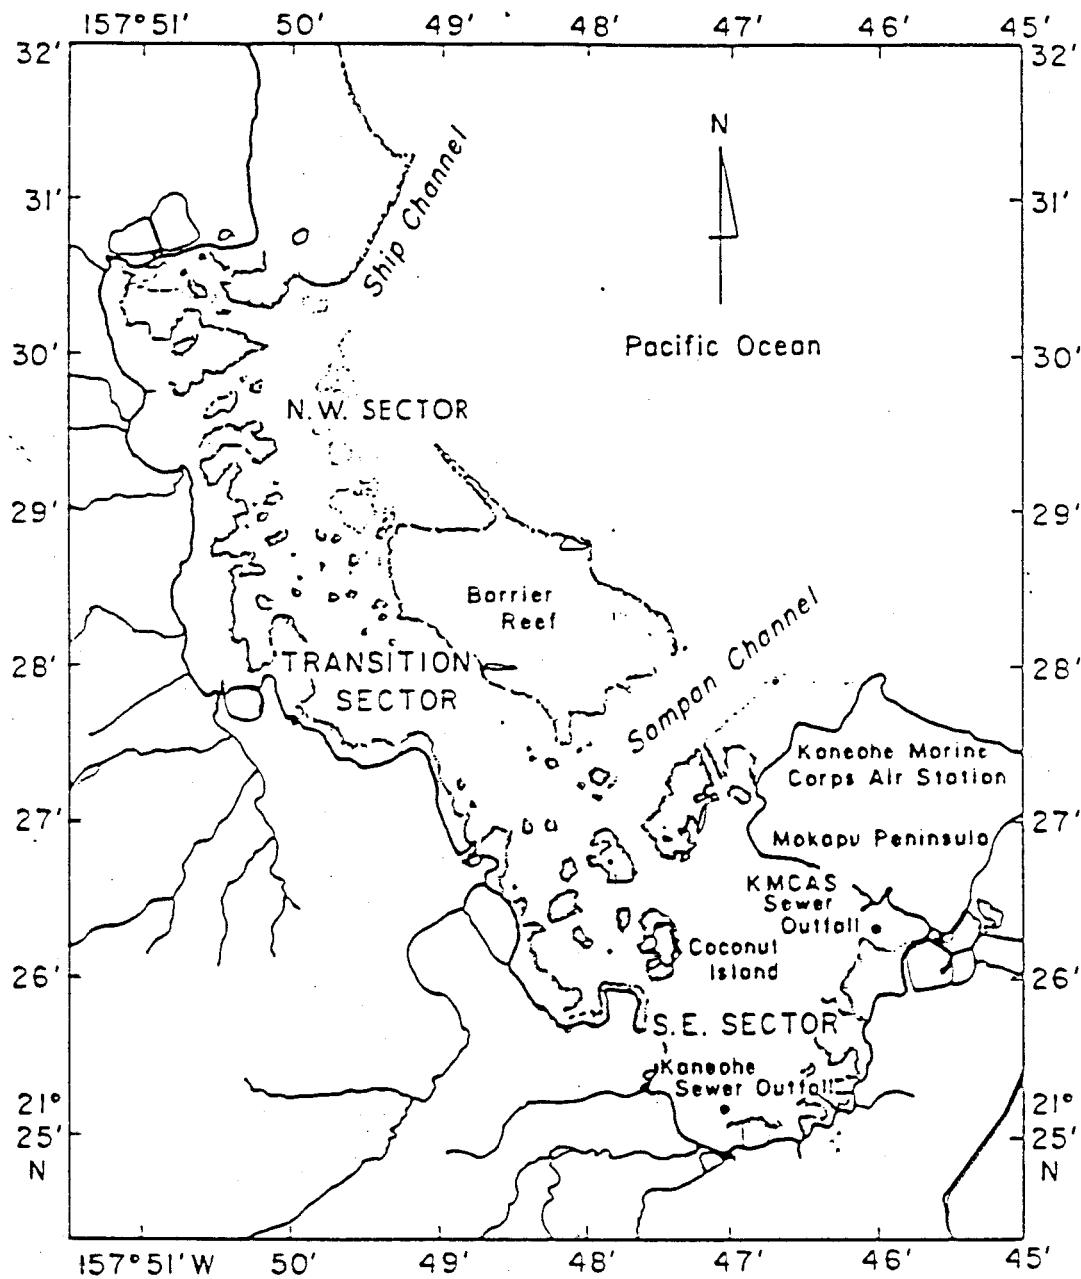 157°51' 50' 49' 48' 47' 46' 45'
32' 32'
N
Ship Channel
31' 31'
Pacific Ocean
30' 30'
N.W. SECTOR
29' 29'
Barrier
Reef
Sampan Channel
28' 28'
TRANSITION
SECTOR
Kaneohe Marine
Corps Air Station
27' 27'
Mokapu Peninsula
KMCAS
Sewer
Outfall
Coconut
Island
26' 26'
S.E. SECTOR
Kaneohe
Sewer Outfall
21° 21°
25' 25'
N N
157°51' W 50' 49' 48' 47' 46' 45'